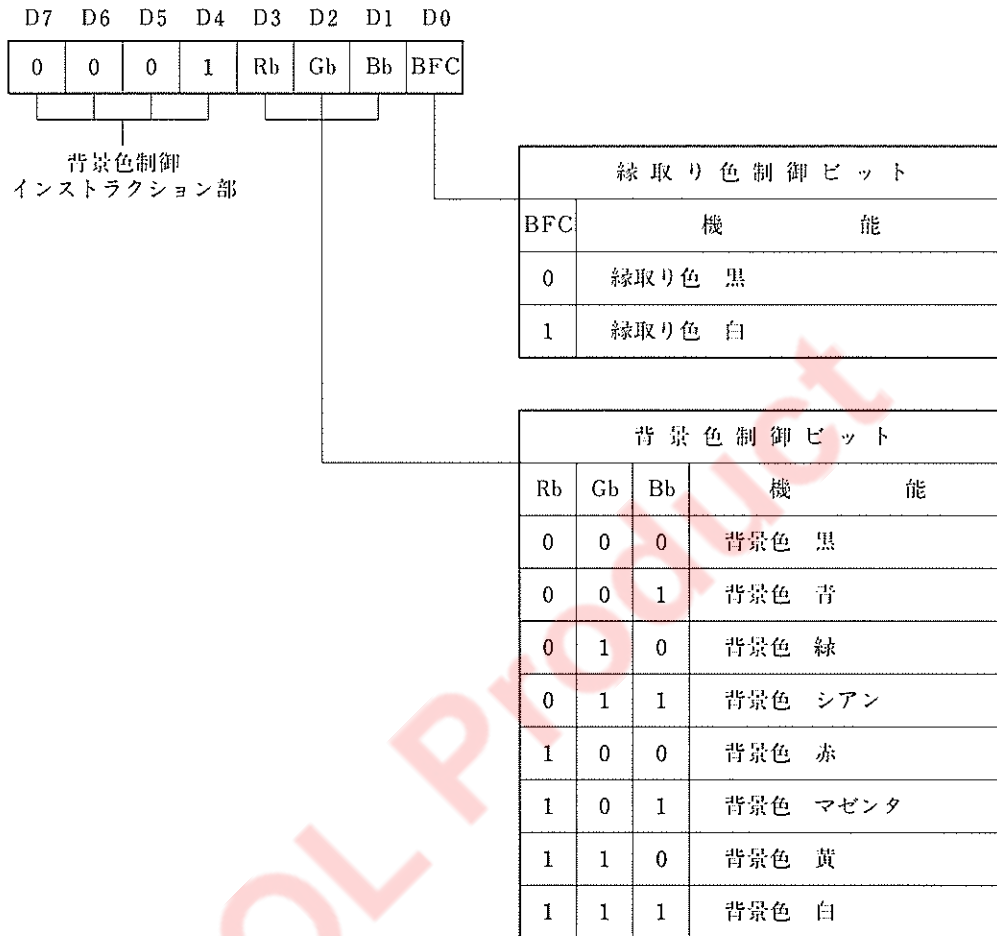 D7 D6 D5 D4 D3 D2 D1 D0
0 0 0 1 Rb Gb Bb BFC
背景色制御
インストラクション部
縁取り色制御ビット
BFC 機能
0 縁取り色 黒
1 縁取り色 白
背景色制御ビット
Rb Gb Bb 機能
0 0 0 背景色 黒
0 0 1 背景色 青
0 1 0 背景色 緑
0 1 1 背景色 シアン
1 0 0 背景色 赤
1 0 1 背景色 マゼンタ
1 1 0 背景色 黄
1 1 1 背景色 白
OL Product